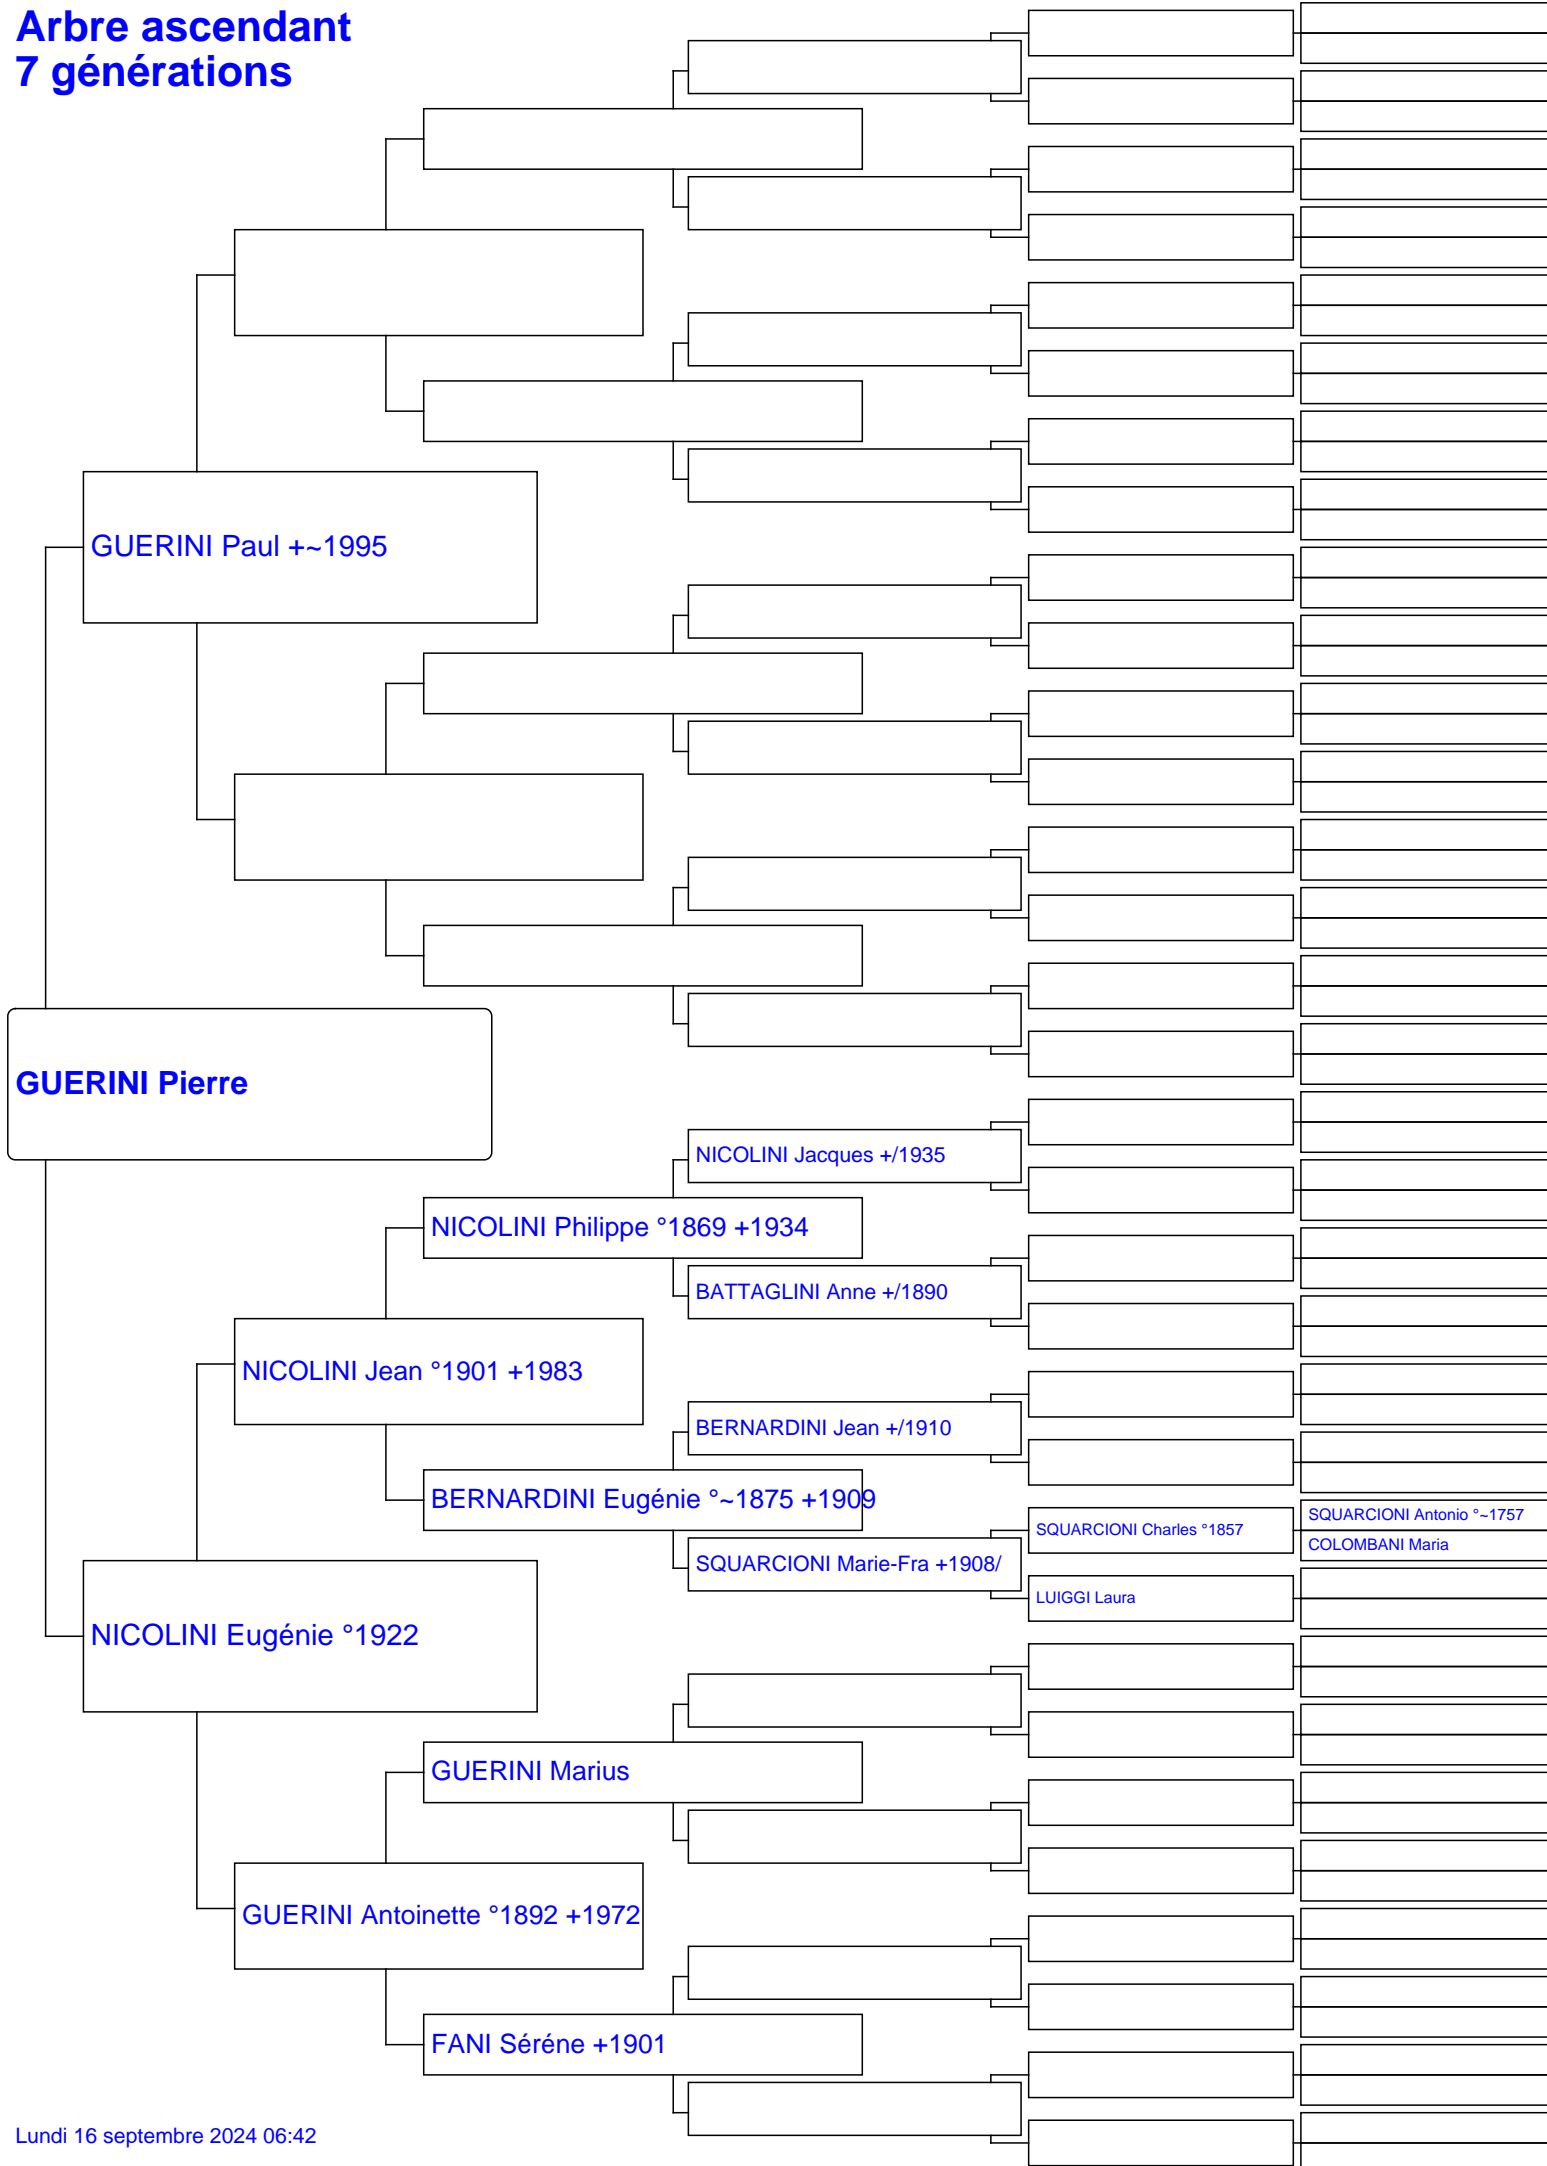 Arbre ascendant
7 générations
GUERINI Paul +~1995
GUERINI Pierre
NICOLINI Jacques +/1935
NICOLINI Philippe °1869 +1934
BATTAGLINI Anne +/1890
NICOLINI Jean °1901 +1983
BERNARDINI Jean +/1910
BERNARDINI Eugénie °~1875 +1909
SQUARCIONI Antonio °~1757
SQUARCIONI Charles °1857
COLOMBANI Maria
SQUARCIONI Marie-Fra +1908/
LUIGGI Laura
NICOLINI Eugénie °1922
GUERINI Marius
GUERINI Antoinette °1892 +1972
FANI Séréne +1901
Lundi 16 septembre 2024 06:42